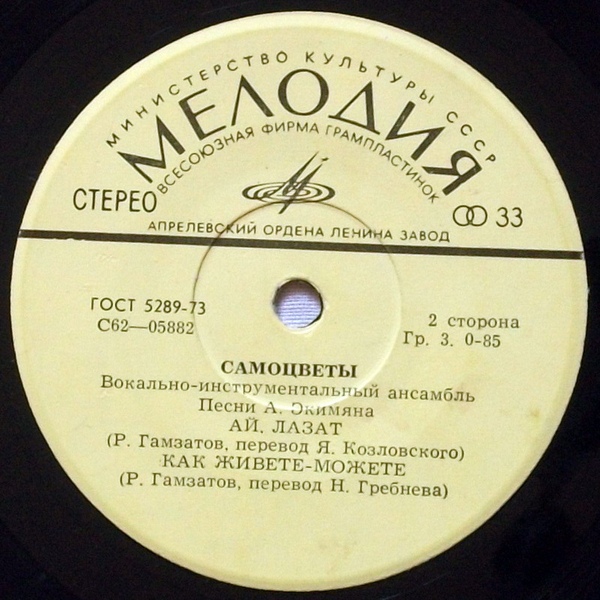 МИНИСТЕРСТВО КУЛЬТУРЫ СССР
МЕЛОДИЯ
ВСЕСОЮЗНАЯ ФИРМА ГРАМПЛАСТИНОК
СТЕРЕО
33
АПРЕЛЕВСКИЙ ОРДЕНА ЛЕНИНА ЗАВОД
ГОСТ 5289-73
С62—05882
2 сторона
Гр. 3. 0-85
САМОЦВЕТЫ
Вокально-инструментальный ансамбль
Песни А. Экимяна
АЙ, ЛАЗАТ
(Р. Гамзатов, перевод Я. Козловского)
КАК ЖИВЕТЕ-МОЖЕТЕ
(Р. Гамзатов, перевод Н. Гребнева)